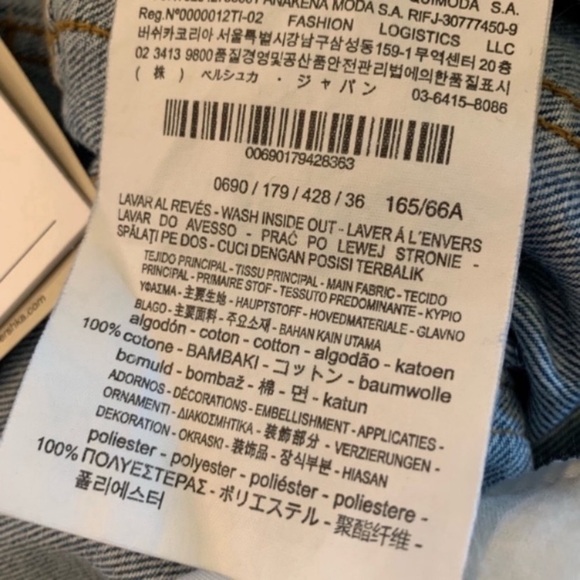 ANAKENA MODA S.A. RIFJ-30777450-9
Reg.Nº0000012TI-02 FASHION LOGISTICS LLC
버쉬카코리아 서울특별시강남구삼성동159-1 무역센터 20층
02 3413 9800품질경영및공산품안전관리법에의한품질표시
(株) ベルシュカ・ジャパン 03-6415-8086
00690179428363
0690 / 179 / 428 / 36 165/66A
LAVAR AL REVÉS - WASH INSIDE OUT - LAVER À L'ENVERS
LAVAR DO AVESSO - PRAĆ PO LEWEJ STRONIE -
SPĂLAŢI PE DOS - CUCI DENGAN POSISI TERBALIK
TEJIDO PRINCIPAL - TISSU PRINCIPAL - MAIN FABRIC - TECIDO
PRINCIPAL - PRIMAIRE STOF - TESSUTO PREDOMINANTE - KYPIO
ΥΦΑΣΜΑ - 主要生地 - HAUPTSTOFF - HOVEDMATERIALE - GLAVNO
BLAGO - 主要面料 - 주요소재 - BAHAN KAIN UTAMA
algodón - coton - cotton - algodão - katoen
100% cotone - BAMBAKI - コットン - baumwolle
bomuld - bombaž - 棉 - 면 - katun
ADORNOS - DÉCORATIONS - EMBELLISHMENT - APPLICATIES -
ORNAMENTI - ΔΙΑΚΟΣΜΗΤΙΚΑ - 装飾部分 - VERZIERUNGEN -
DEKORATION - OKRASKI - 装饰品 - 장식부분 - HIASAN
poliester - polyester - poliéster - poliestere -
100% ΠΟΛΥΕΣΤΕΡΑΣ - ポリエステル - 聚酯纤维 -
폴리에스터
ershka.com